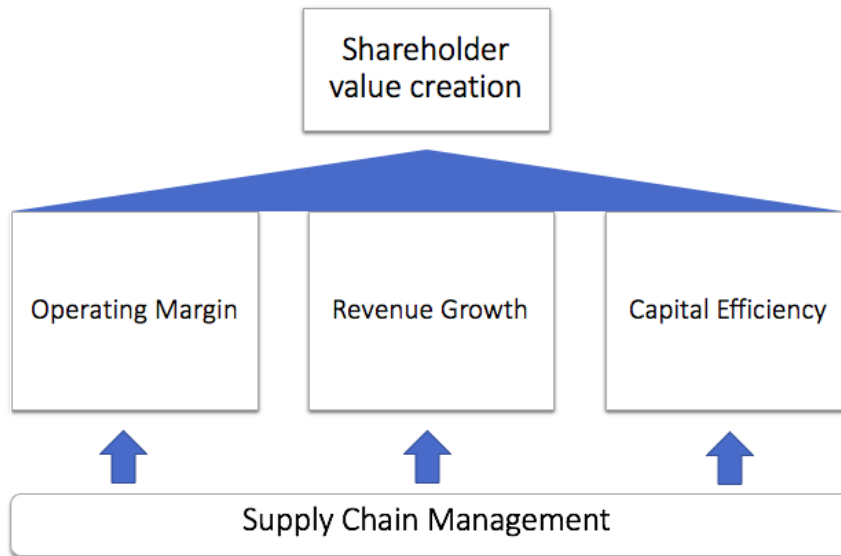 Shareholder
value creation
Operating Margin
Revenue Growth
Capital Efficiency
Supply Chain Management